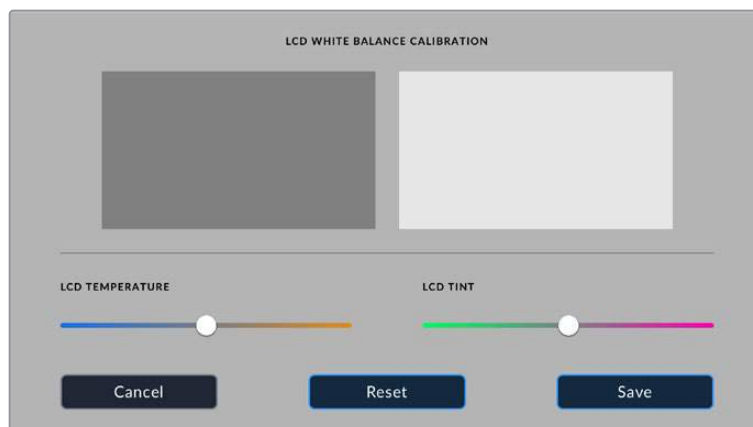 LCD WHITE BALANCE CALIBRATION
LCD TEMPERATURE
LCD TINT
Cancel
Reset
Save